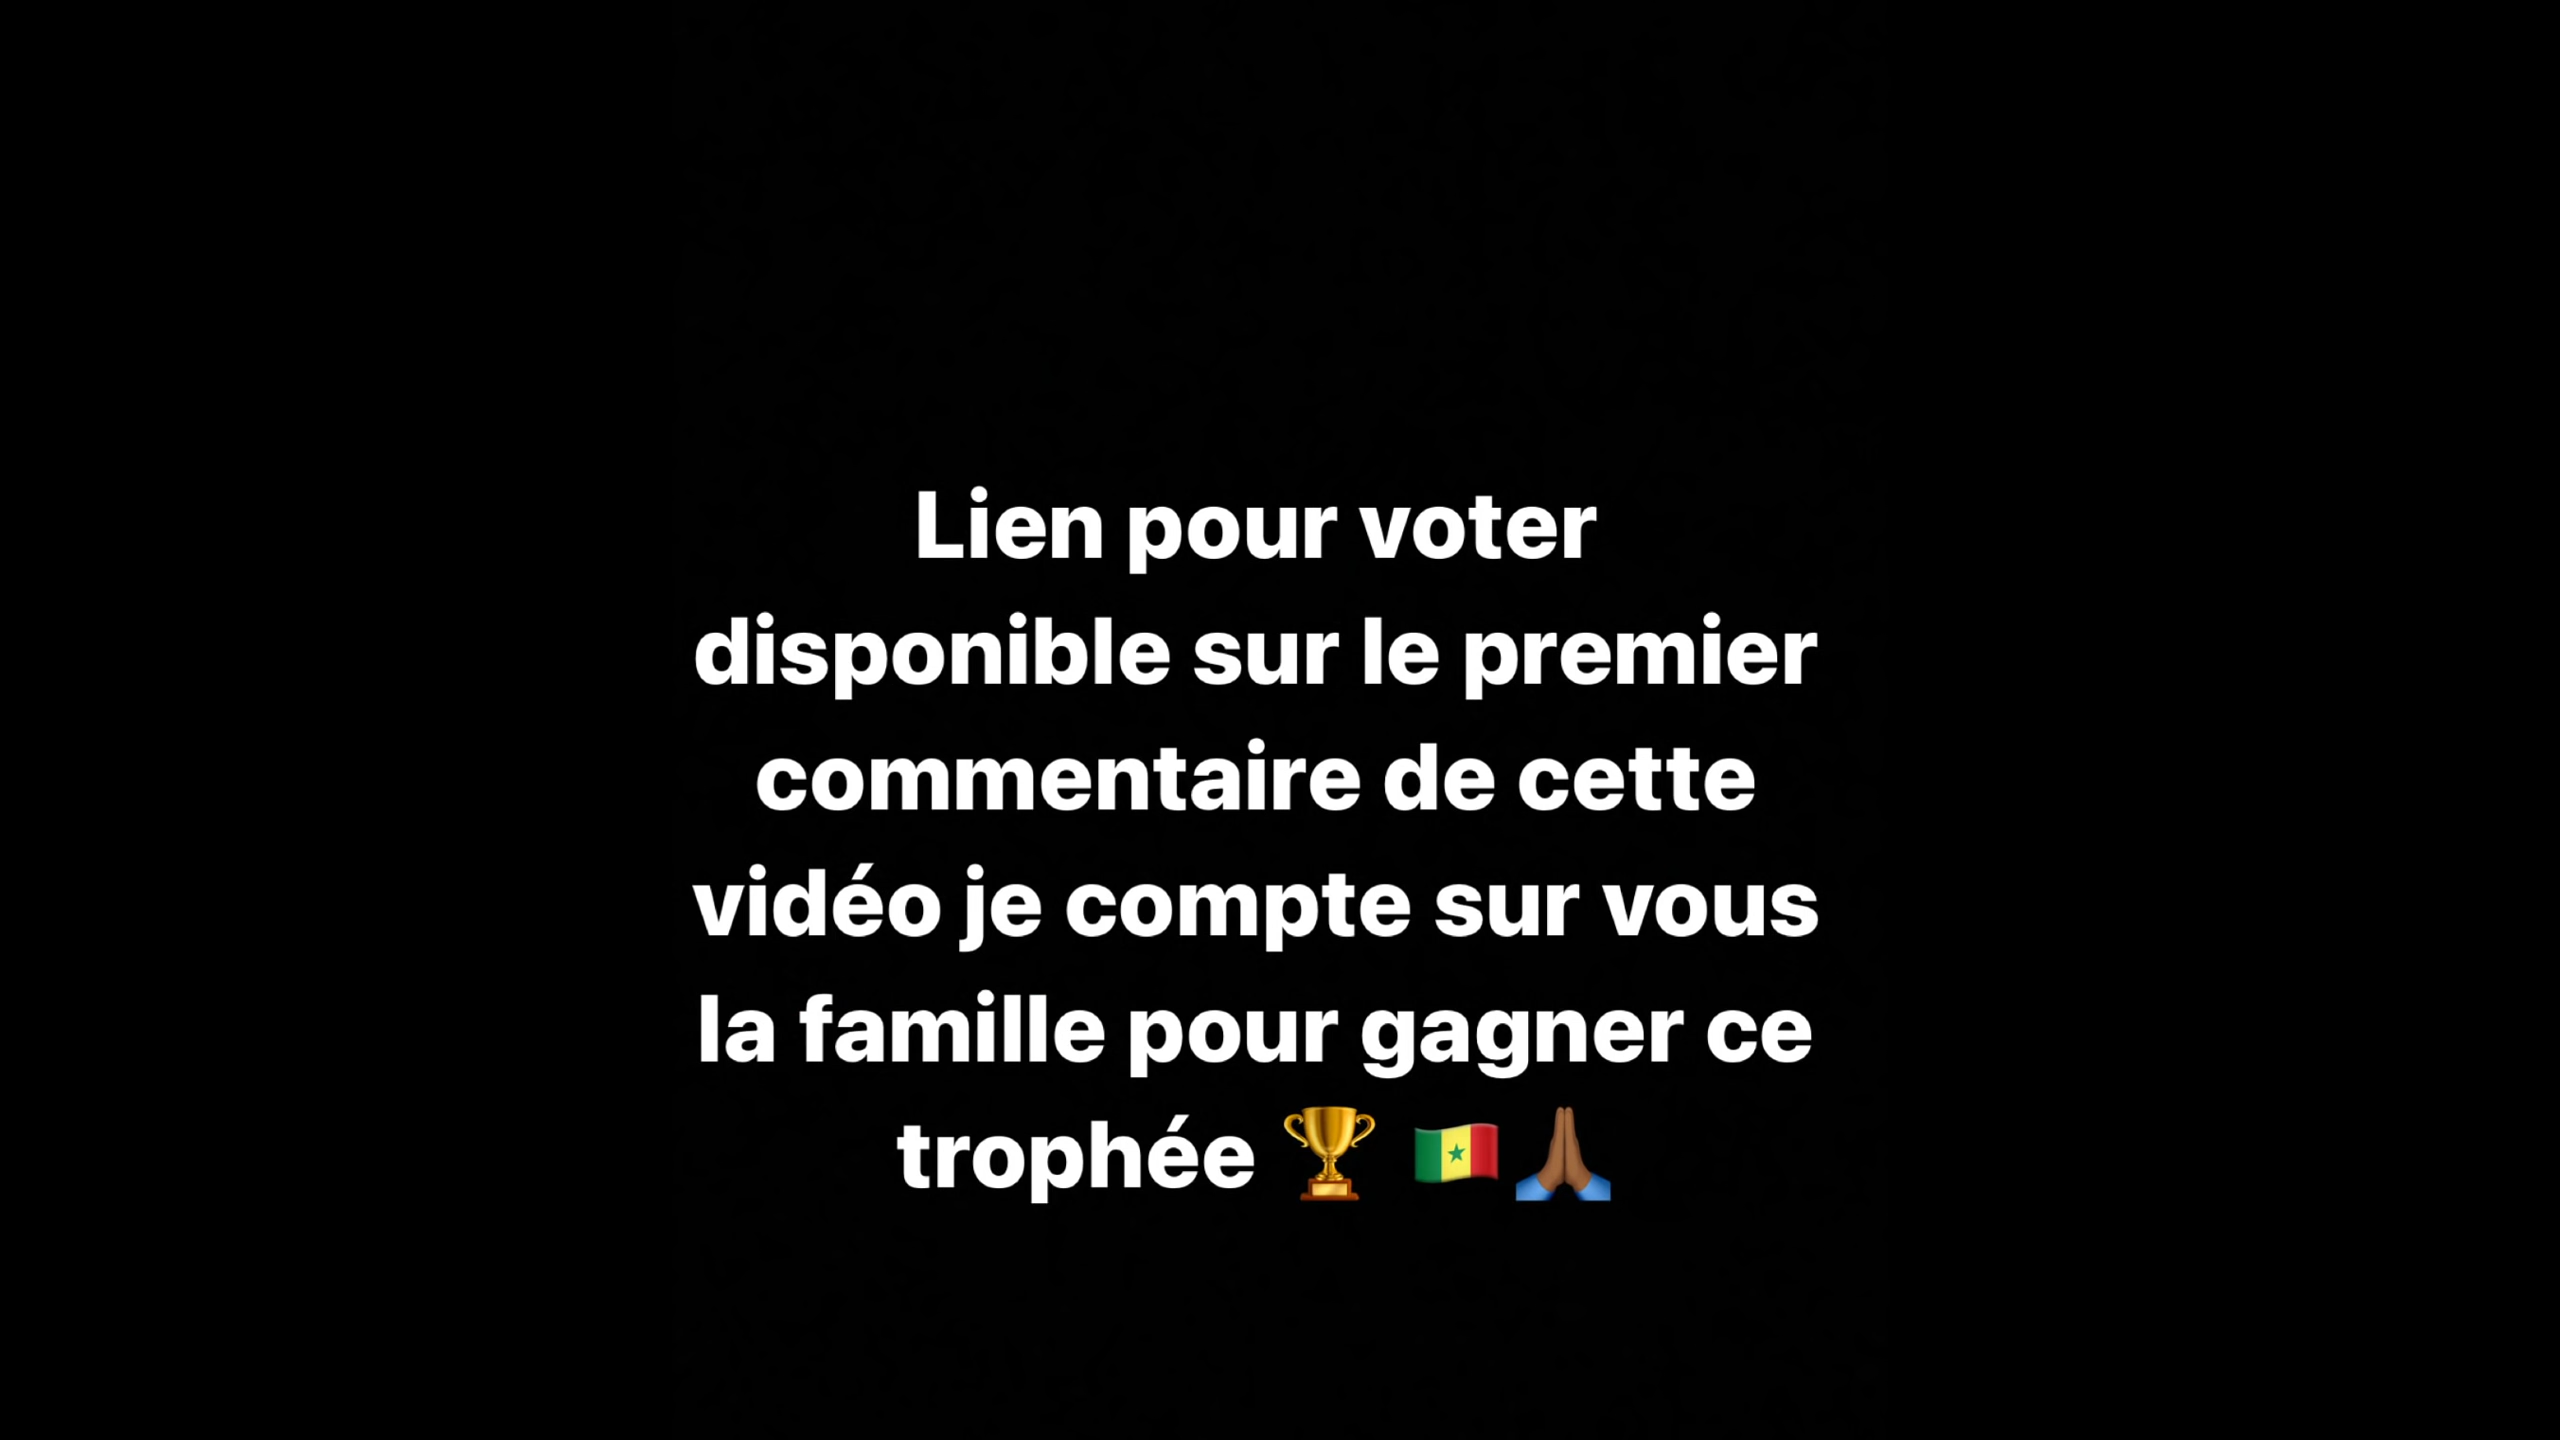 Lien pour voter
disponible sur le premier
commentaire de cette
vidéo je compte sur vous
la famille pour gagner ce
trophée 🏆 🇸🇳🙏🏾